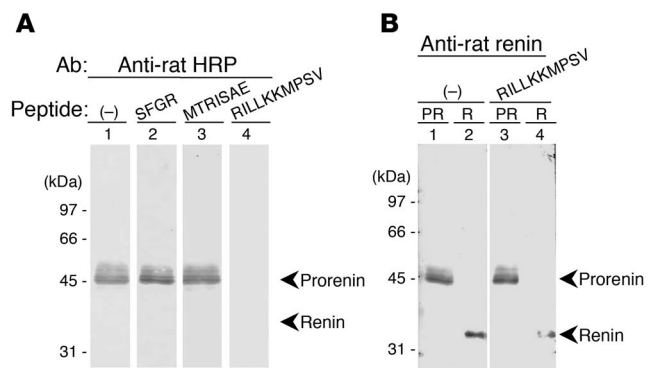 A
Ab: Anti-rat HRP
Peptide: (–) SFGR MTRISAE RILLKKMPSV
1 2 3 4
(kDa)
97 -
66 -
45 -
31 -
Prorenin
Renin
B
Anti-rat renin
(–) RILLKKMPSV
PR R PR R
1 2 3 4
(kDa)
97 -
66 -
45 -
31 -
Prorenin
Renin